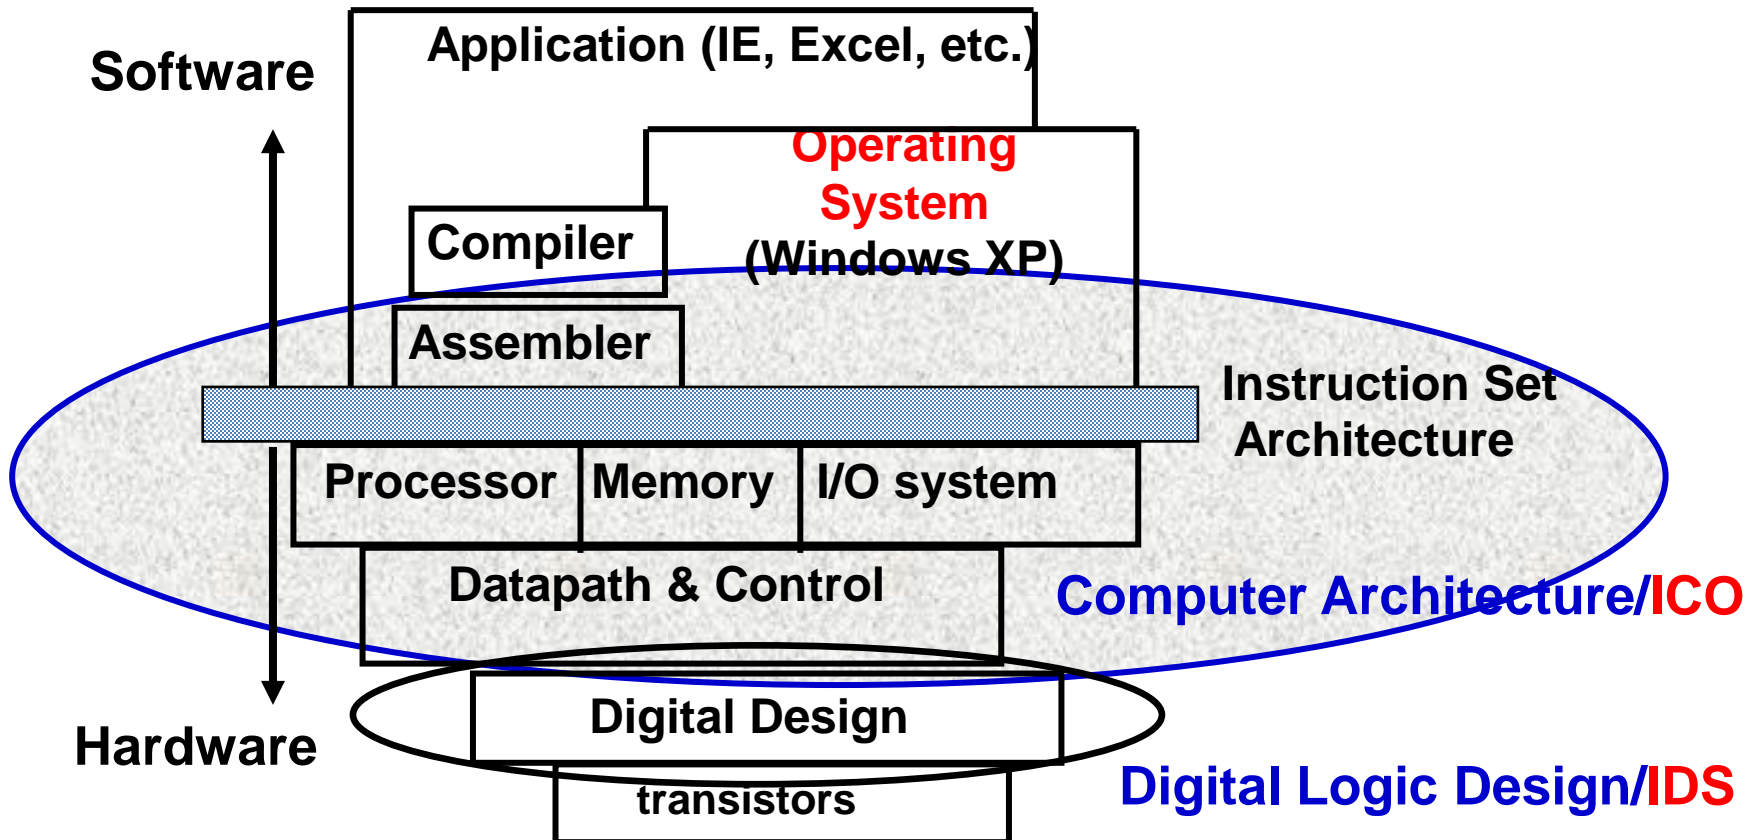 Application (IE, Excel, etc.)
Software
Operating
System
(Windows XP)
Compiler
Assembler
Instruction Set
Architecture
Processor
Memory
I/O system
Datapath & Control
Computer Architecture/ICO
Digital Design
Hardware
Digital Logic Design/IDS
transistors